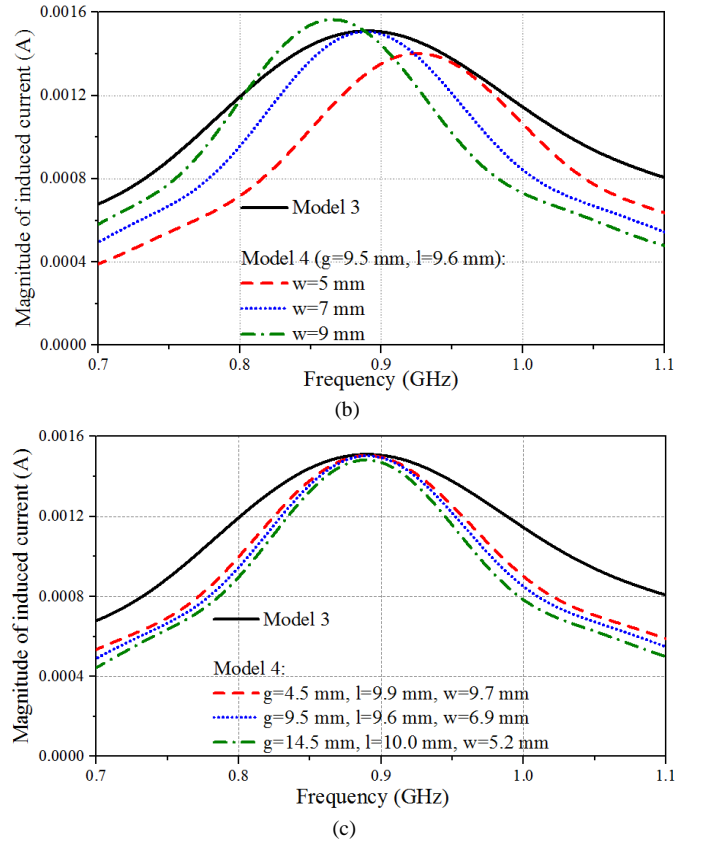 0.0016
0.0012
0.0008
0.0004
0.0000
Magnitude of induced current (A)
Model 3
Model 4 (g=9.5 mm, l=9.6 mm):
w=5 mm
w=7 mm
w=9 mm
0.7 0.8 0.9 1.0 1.1
Frequency (GHz)
(b)
0.0016
0.0012
0.0008
0.0004
0.0000
Magnitude of induced current (A)
Model 3
Model 4:
g=4.5 mm, l=9.9 mm, w=9.7 mm
g=9.5 mm, l=9.6 mm, w=6.9 mm
g=14.5 mm, l=10.0 mm, w=5.2 mm
0.7 0.8 0.9 1.0 1.1
Frequency (GHz)
(c)